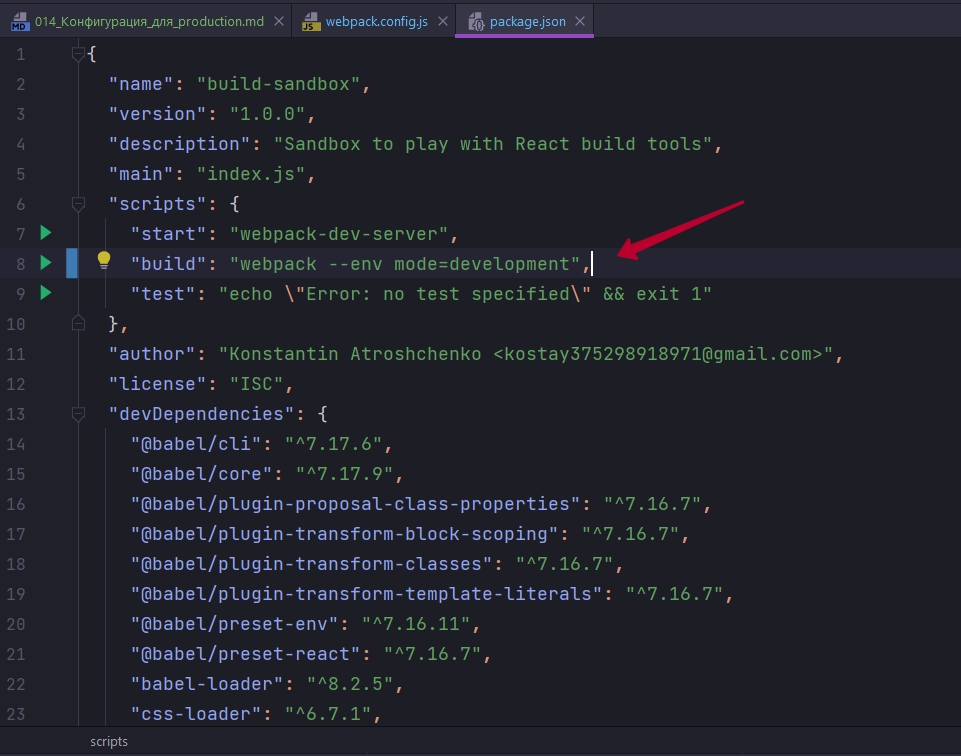 014_Конфигурация_для_production.md
webpack.config.js
package.json
1 {
2 "name": "build-sandbox",
3 "version": "1.0.0",
4 "description": "Sandbox to play with React build tools",
5 "main": "index.js",
6 "scripts": {
7 "start": "webpack-dev-server",
8 "build": "webpack --env mode=development",
9 "test": "echo \"Error: no test specified\" && exit 1"
10 },
11 "author": "Konstantin Atroshchenko <kostay375298918971@gmail.com>",
12 "license": "ISC",
13 "devDependencies": {
14 "@babel/cli": "^7.17.6",
15 "@babel/core": "^7.17.9",
16 "@babel/plugin-proposal-class-properties": "^7.16.7",
17 "@babel/plugin-transform-block-scoping": "^7.16.7",
18 "@babel/plugin-transform-classes": "^7.16.7",
19 "@babel/plugin-transform-template-literals": "^7.16.7",
20 "@babel/preset-env": "^7.16.11",
21 "@babel/preset-react": "^7.16.7",
22 "babel-loader": "^8.2.5",
23 "css-loader": "^6.7.1",
scripts